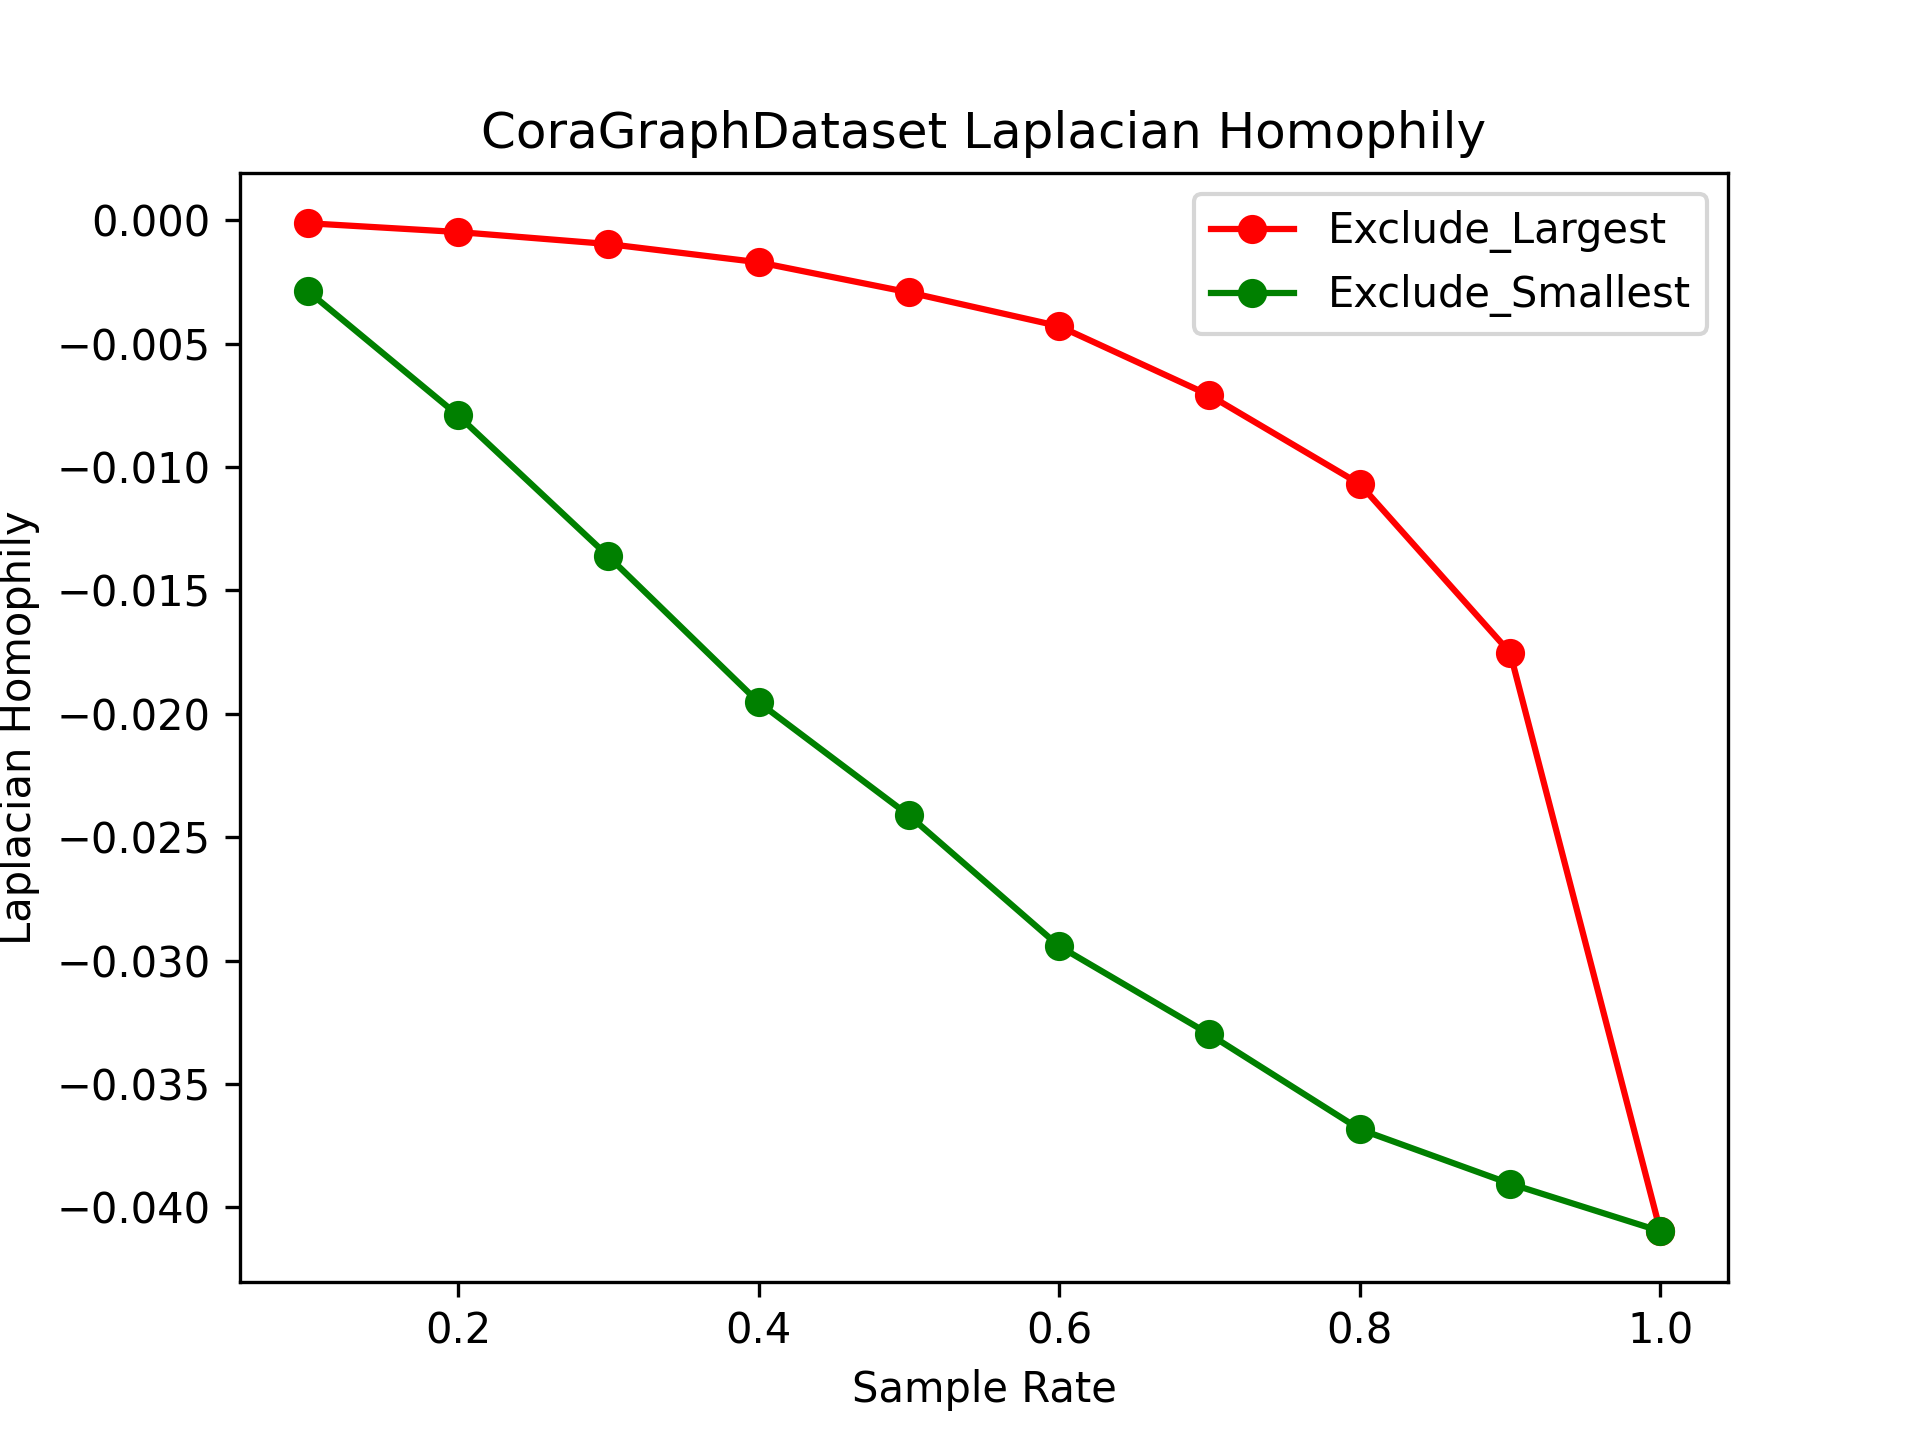 CoraGraphDataset Laplacian Homophily
Exclude_Largest
Exclude_Smallest
0.000
−0.005
−0.010
−0.015
−0.020
−0.025
−0.030
−0.035
−0.040
Laplacian Homophily
0.2
0.4
0.6
0.8
1.0
Sample Rate